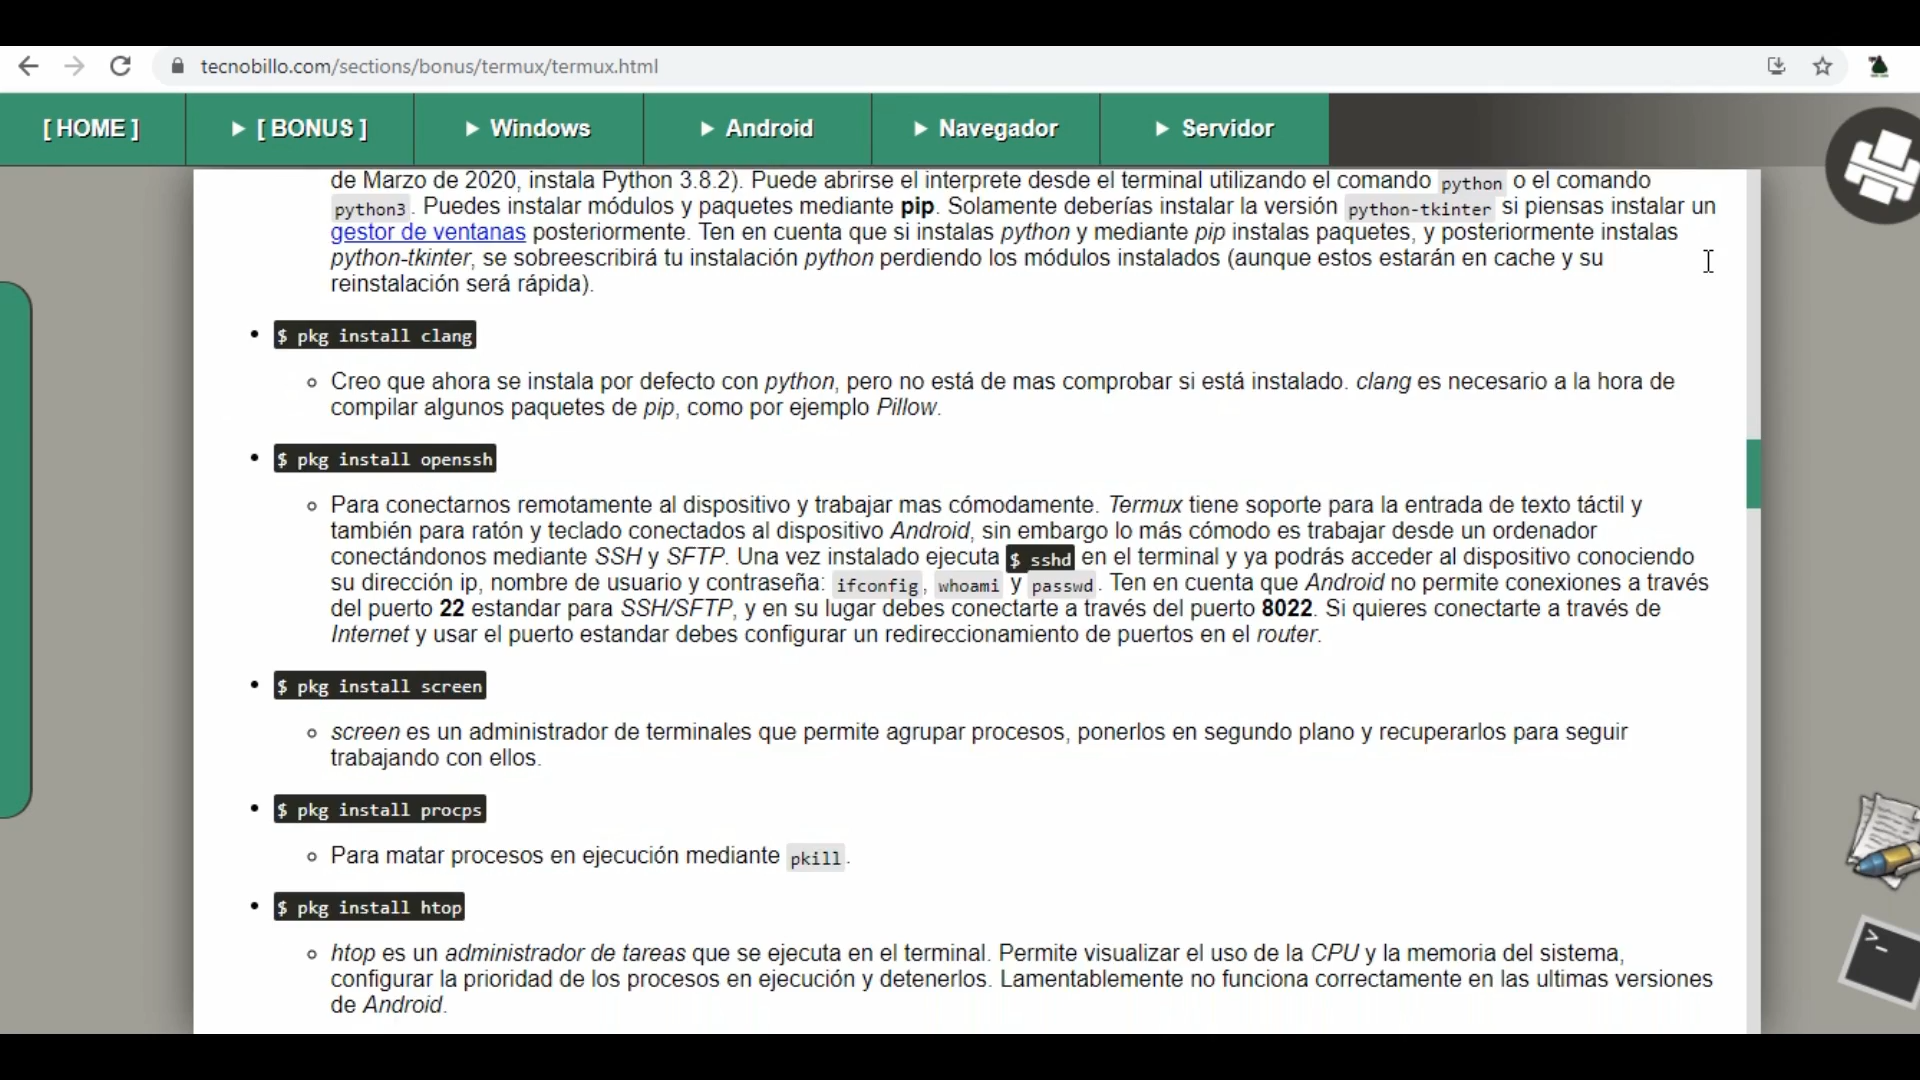 tecnobillo.com/sections/bonus/termux/termux.html
[ HOME ] ▶ [ BONUS ] ▶ Windows ▶ Android ▶ Navegador ▶ Servidor
de Marzo de 2020, instala Python 3.8.2). Puede abrirse el interprete desde el terminal utilizando el comando python o el comando
python3. Puedes instalar módulos y paquetes mediante pip. Solamente deberías instalar la versión python-tkinter si piensas instalar un
gestor de ventanas posteriormente. Ten en cuenta que si instalas python y mediante pip instalas paquetes, y posteriormente instalas
python-tkinter, se sobreescribirá tu instalación python perdiendo los módulos instalados (aunque estos estarán en cache y su
reinstalación será rápida).
• $ pkg install clang
◦ Creo que ahora se instala por defecto con python, pero no está de mas comprobar si está instalado. clang es necesario a la hora de
compilar algunos paquetes de pip, como por ejemplo Pillow.
• $ pkg install openssh
◦ Para conectarnos remotamente al dispositivo y trabajar mas cómodamente. Termux tiene soporte para la entrada de texto táctil y
también para ratón y teclado conectados al dispositivo Android, sin embargo lo más cómodo es trabajar desde un ordenador
conectándonos mediante SSH y SFTP. Una vez instalado ejecuta $ sshd en el terminal y ya podrás acceder al dispositivo conociendo
su dirección ip, nombre de usuario y contraseña: ifconfig, whoami y passwd. Ten en cuenta que Android no permite conexiones a través
del puerto 22 estandar para SSH/SFTP, y en su lugar debes conectarte a través del puerto 8022. Si quieres conectarte a través de
Internet y usar el puerto estandar debes configurar un redireccionamiento de puertos en el router.
• $ pkg install screen
◦ screen es un administrador de terminales que permite agrupar procesos, ponerlos en segundo plano y recuperarlos para seguir
trabajando con ellos.
• $ pkg install procps
◦ Para matar procesos en ejecución mediante pkill.
• $ pkg install htop
◦ htop es un administrador de tareas que se ejecuta en el terminal. Permite visualizar el uso de la CPU y la memoria del sistema,
configurar la prioridad de los procesos en ejecución y detenerlos. Lamentablemente no funciona correctamente en las ultimas versiones
de Android.
>_